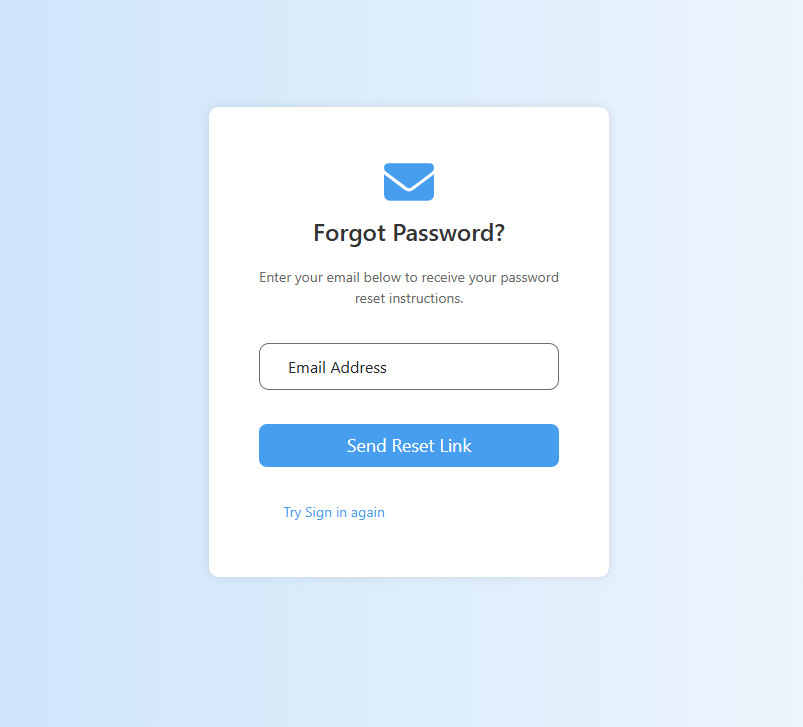 Forgot Password?
Enter your email below to receive your password
reset instructions.
Email Address
Send Reset Link
Try Sign in again